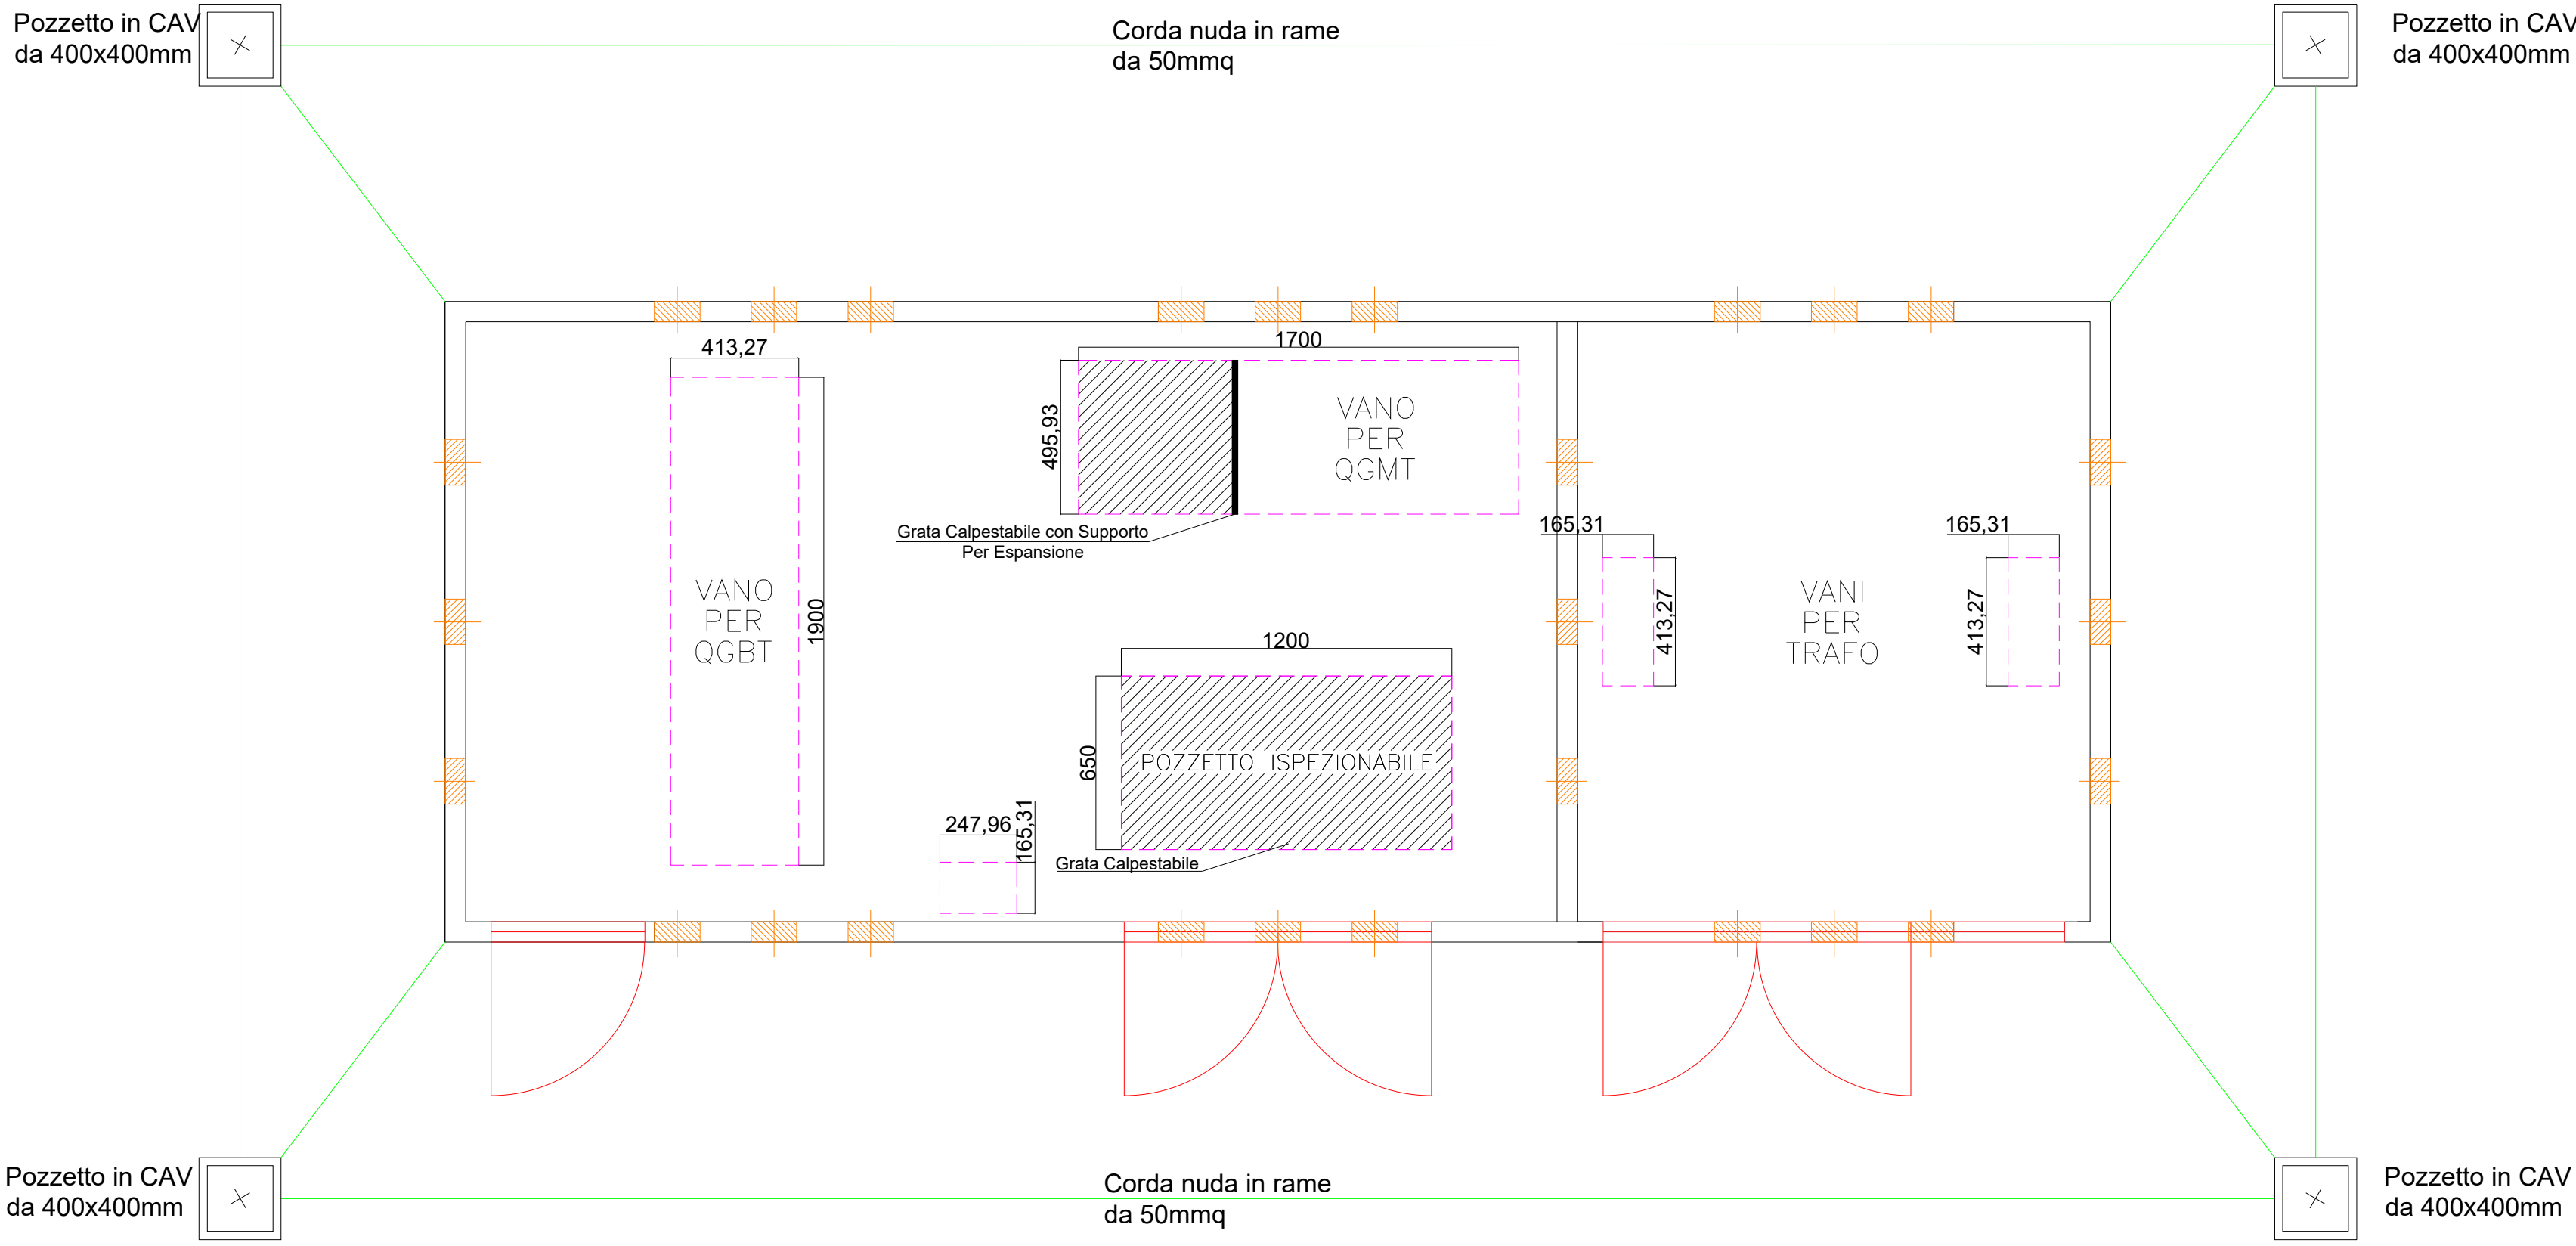 Pozzetto in CAV
da 400x400mm
Corda nuda in rame
da 50mmq
Pozzetto in CAV
da 400x400mm
413,27
1900
VANO
PER
QGBT
1700
495,93
VANO
PER
QGMT
Grata Calpestabile con Supporto
Per Espansione
165,31
413,27
VANI
PER
TRAFO
165,31
413,27
1200
650
POZZETTO ISPEZIONABILE
247,96
165,31
Grata Calpestabile
Pozzetto in CAV
da 400x400mm
Corda nuda in rame
da 50mmq
Pozzetto in CAV
da 400x400mm